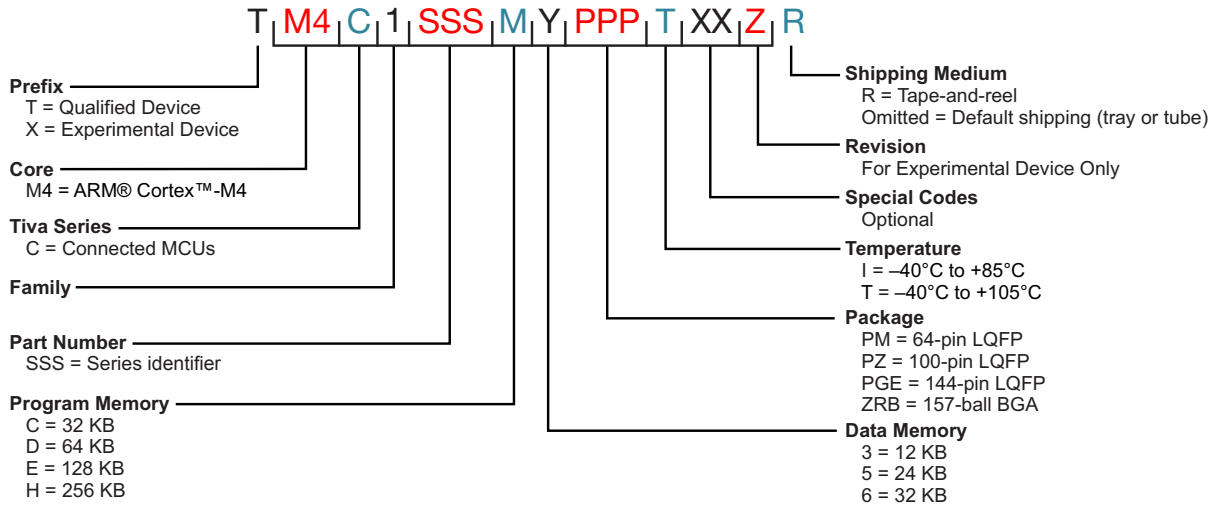 T M4 C 1 SSS M Y PPP T XX Z R
Prefix
T = Qualified Device
X = Experimental Device
Core
M4 = ARM® Cortex™-M4
Tiva Series
C = Connected MCUs
Family
Part Number
SSS = Series identifier
Program Memory
C = 32 KB
D = 64 KB
E = 128 KB
H = 256 KB
Shipping Medium
R = Tape-and-reel
Omitted = Default shipping (tray or tube)
Revision
For Experimental Device Only
Special Codes
Optional
Temperature
I = –40°C to +85°C
T = –40°C to +105°C
Package
PM = 64-pin LQFP
PZ = 100-pin LQFP
PGE = 144-pin LQFP
ZRB = 157-ball BGA
Data Memory
3 = 12 KB
5 = 24 KB
6 = 32 KB